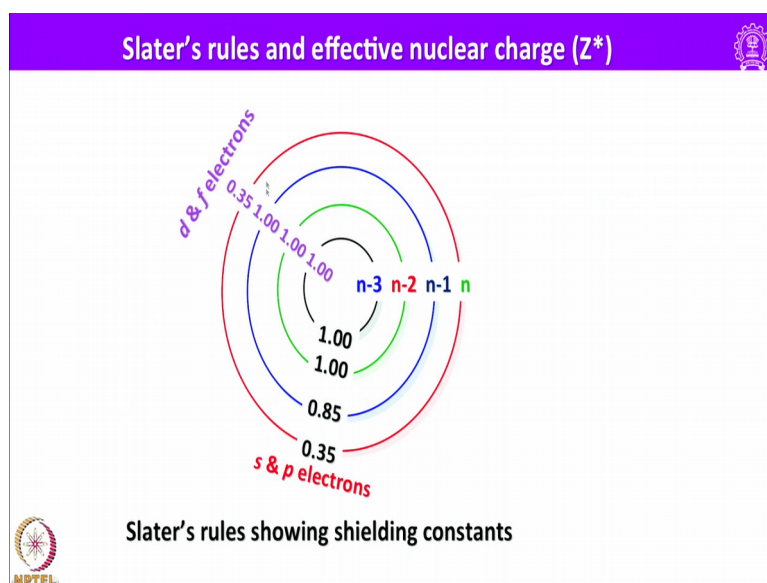 Slater's rules and effective nuclear charge (Z*)
d & f electrons
0.35 1.00 1.00 1.00
n-3 n-2 n-1 n
1.00
1.00
0.85
0.35
s & p electrons
Slater's rules showing shielding constants
NPTEL